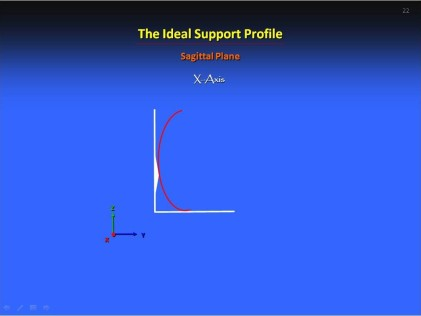 22
The Ideal Support Profile
Sagittal Plane
X-Axis
Z
X
Y